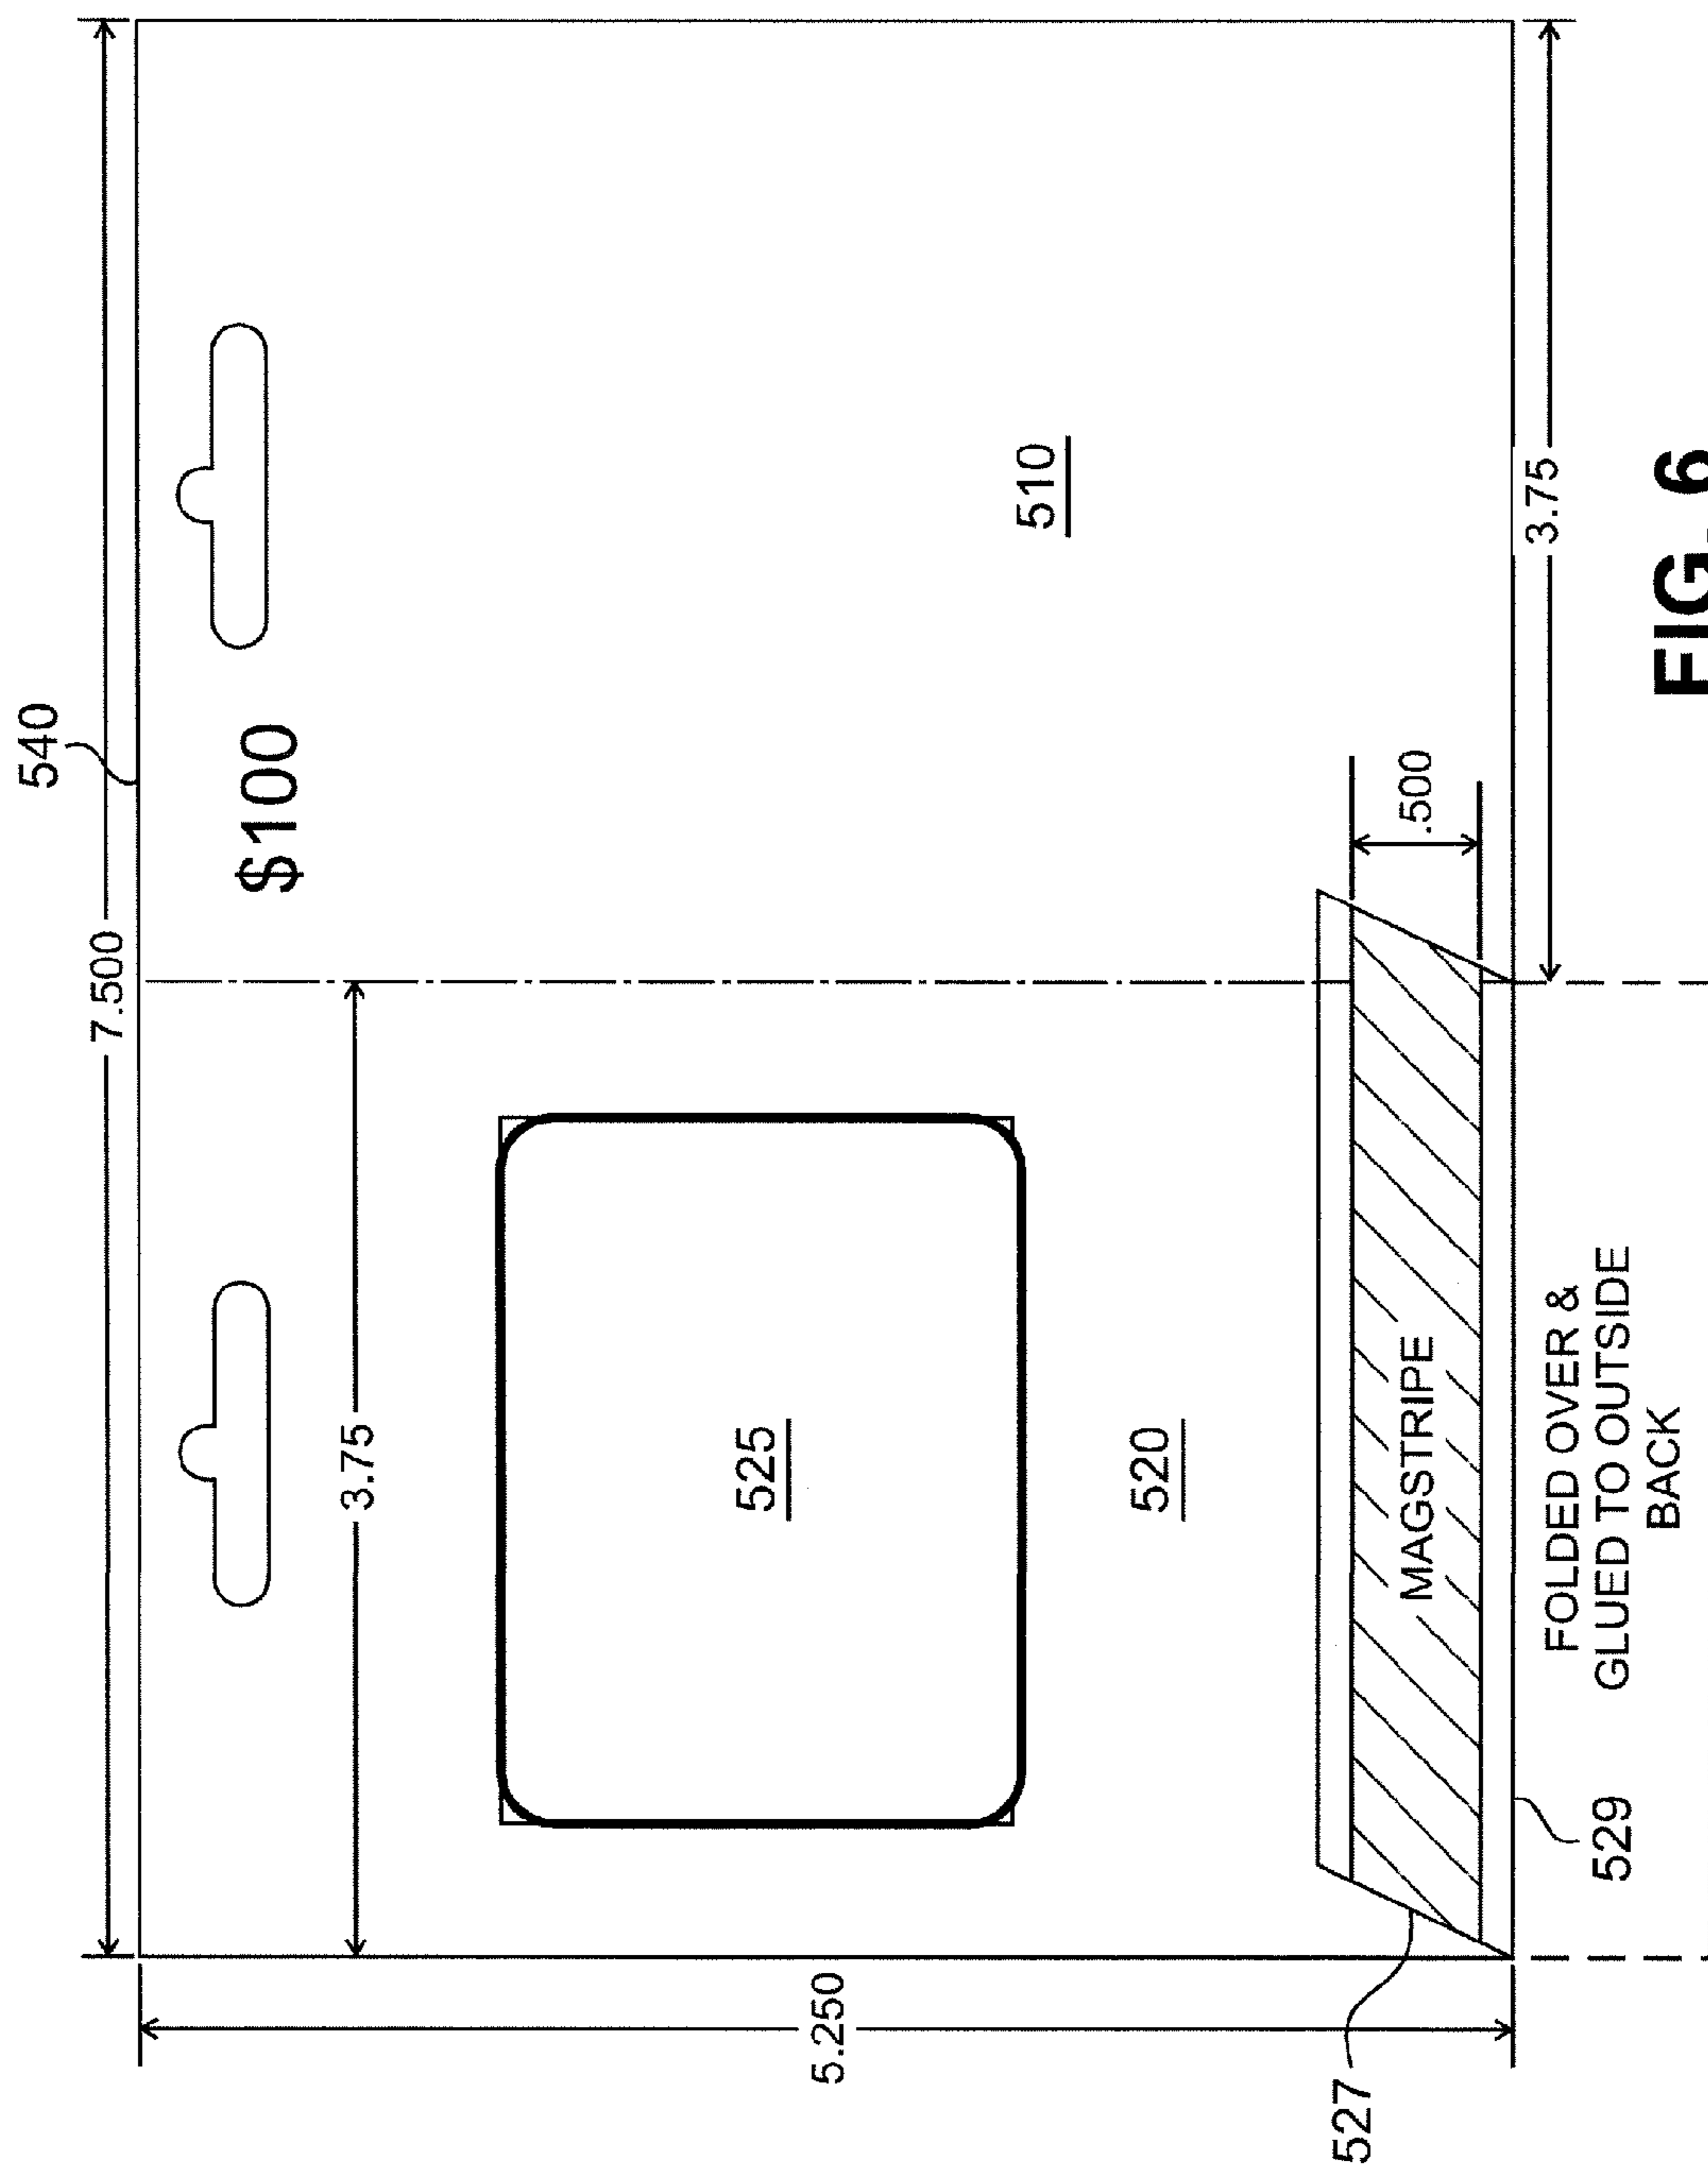 540
7.500
$100
3.75
525
510
520
.500
MAGSTRIPE
5.250
527
529
FOLDED OVER &
GLUED TO OUTSIDE
BACK
3.75
FIG. 6